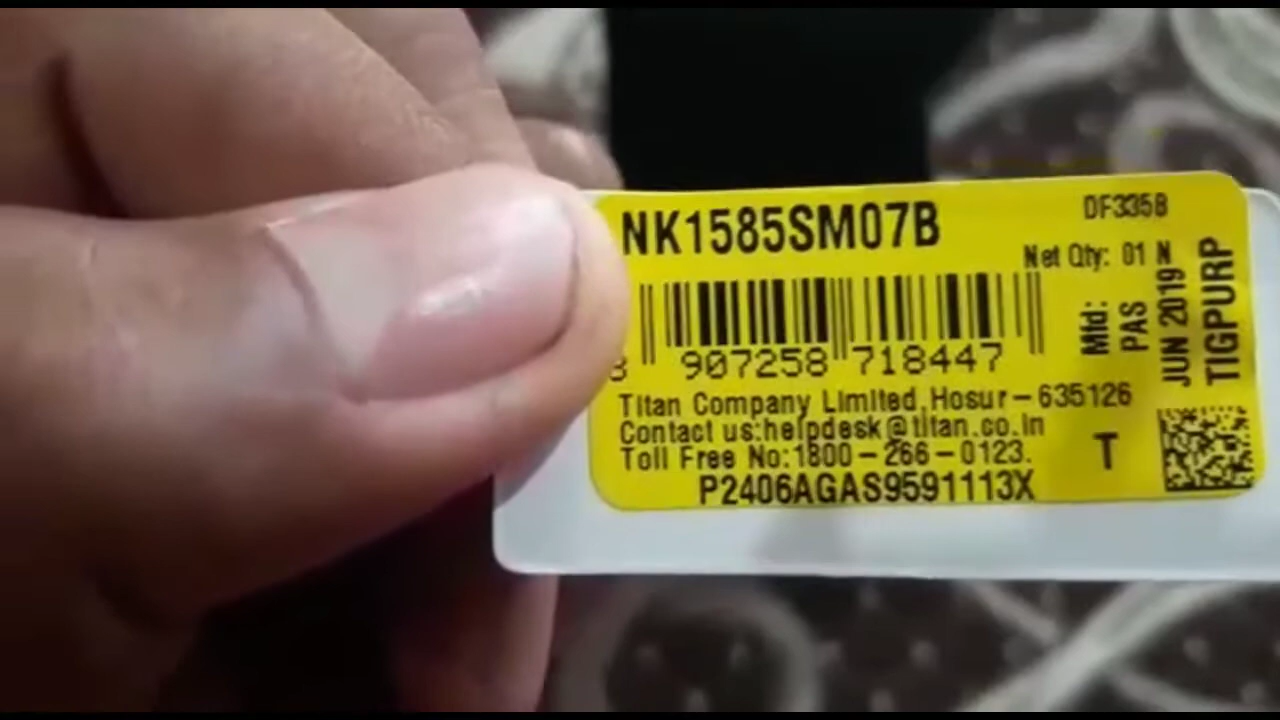 NK1585SM07B
DF335B
Net Qty: 01 N
8 907258 718447
Mfd:
PAS
JUN 2019
TIGPURP
Titan Company Limited,Hosur-635126
Contact us:helpdesk@titan.co.in
Toll Free No:1800-266-0123.
T
P2406AGAS9591113X